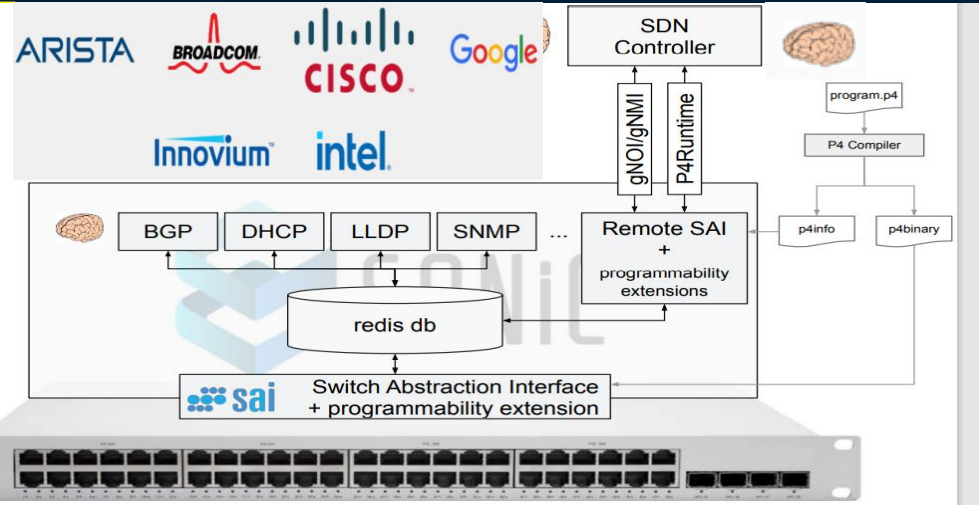 ARISTA
BROADCOM.
CISCO
Google
Innovium
intel.
SDN
Controller
gNOI/gNMI
P4Runtime
program.p4
P4 Compiler
p4info
p4binary
BGP
DHCP
LLDP
SNMP
...
Remote SAI
+
programmability
extensions
SONiC
redis db
sai
Switch Abstraction Interface
+ programmability extension